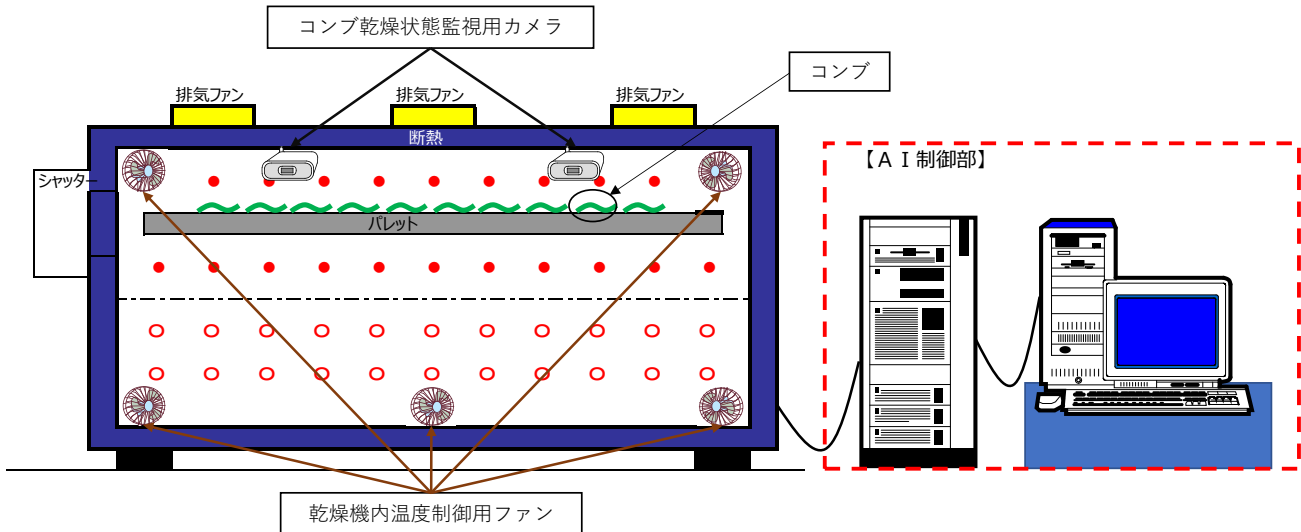 コンブ乾燥状態監視用カメラ
コンブ
排気ファン
排気ファン
排気ファン
断熱
【ＡＩ制御部】
シャッター
パレット
乾燥機内温度制御用ファン